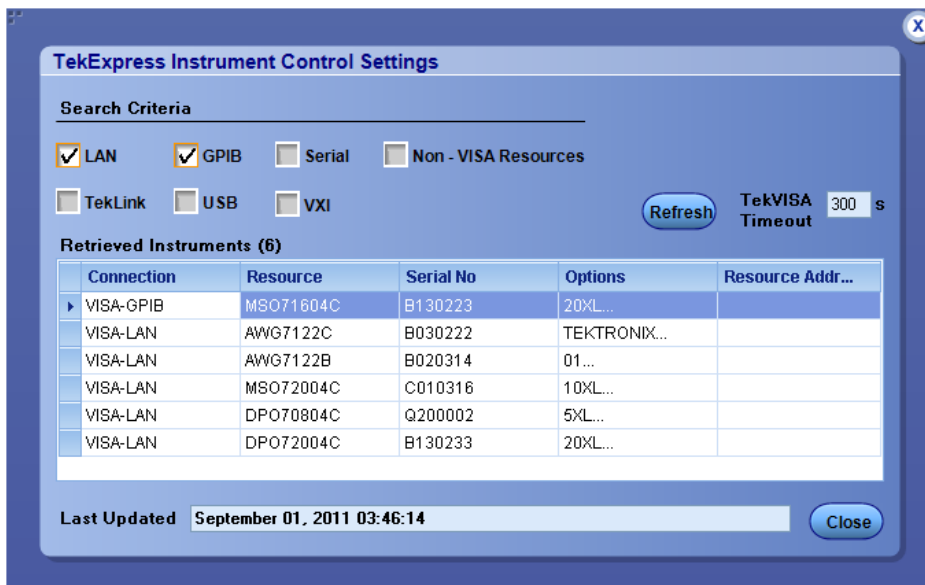 X
TekExpress Instrument Control Settings
Search Criteria
LAN GPIB Serial Non - VISA Resources
TekLink USB VXI
Refresh TekVISA Timeout 300 s
Retrieved Instruments (6)
Connection Resource Serial No Options Resource Addr...
VISA-GPIB MSO71604C B130223 20XL...
VISA-LAN AWG7122C B030222 TEKTRONIX...
VISA-LAN AWG7122B B020314 01...
VISA-LAN MSO72004C C010316 10XL...
VISA-LAN DPO70804C Q200002 5XL...
VISA-LAN DPO72004C B130233 20XL...
Last Updated September 01, 2011 03:46:14 Close